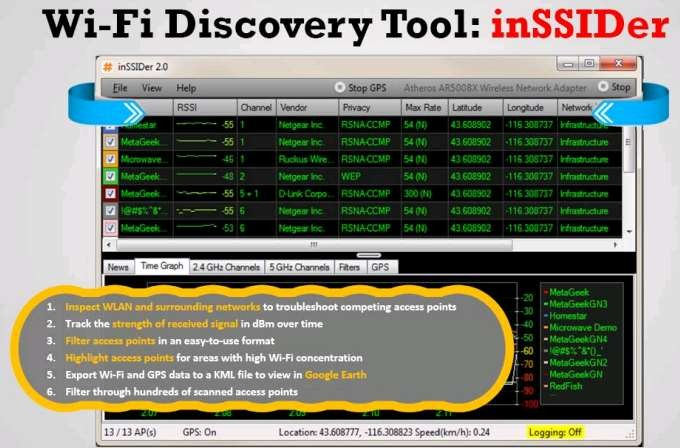 Wi-Fi Discovery Tool: inSSIDer
inSSIDer 2.0
File View Help Stop GPS Atheros AR5008X Wireless Network Adapter Stop
RSSI Channel Vendor Privacy Max Rate Latitude Longitude Network
Homestar -55 1 Netgear Inc. RSNA-CCMP 54 (N) 43.608902 -116.308737 Infrastructure
MetaGeek... -55 1 Netgear Inc. RSNA-CCMP 54 (N) 43.608902 -116.308737 Infrastructure
Microwave... -46 1 Ruckus Wire... RSNA-CCMP 54 (N) 43.608902 -116.308737 Infrastructure
MetaGeek... -48 2 Netgear Inc. WEP 54 (N) 43.608902 -116.308737 Infrastructure
MetaGeek... -55 5 + 1 D-Link Corpo... RSNA-CCMP 300 (N) 43.608902 -116.308737 Infrastructure
!@#$%^&*... -55 6 Netgear Inc. RSNA-CCMP 54 (N) 43.608902 -116.308737 Infrastructure
MetaGeek... -53 6 Netgear Inc. RSNA-CCMP 54 (N) 43.608902 -116.308737 Infrastructure
News Time Graph 2.4 GHz Channels 5 GHz Channels Filters GPS
1. Inspect WLAN and surrounding networks to troubleshoot competing access points
2. Track the strength of received signal in dBm over time
3. Filter access points in an easy-to-use format
4. Highlight access points for areas with high Wi-Fi concentration
5. Export Wi-Fi and GPS data to a KML file to view in Google Earth
6. Filter through hundreds of scanned access points
-20
-30
-40
-50
-60
-70
-80
-90
-100
MetaGeek
MetaGeekGN3
Homestar
Microwave Demo
MetaGeekGN4
!@#$%^&*()_'
MetaGeekGN2
MetaGeekGN
RedFish
2:07 2:08 2:09 2:10 2:11
13 / 13 AP(s) GPS: On Location: 43.608777, -116.308823 Speed(km/h): 0.24 Logging: Off